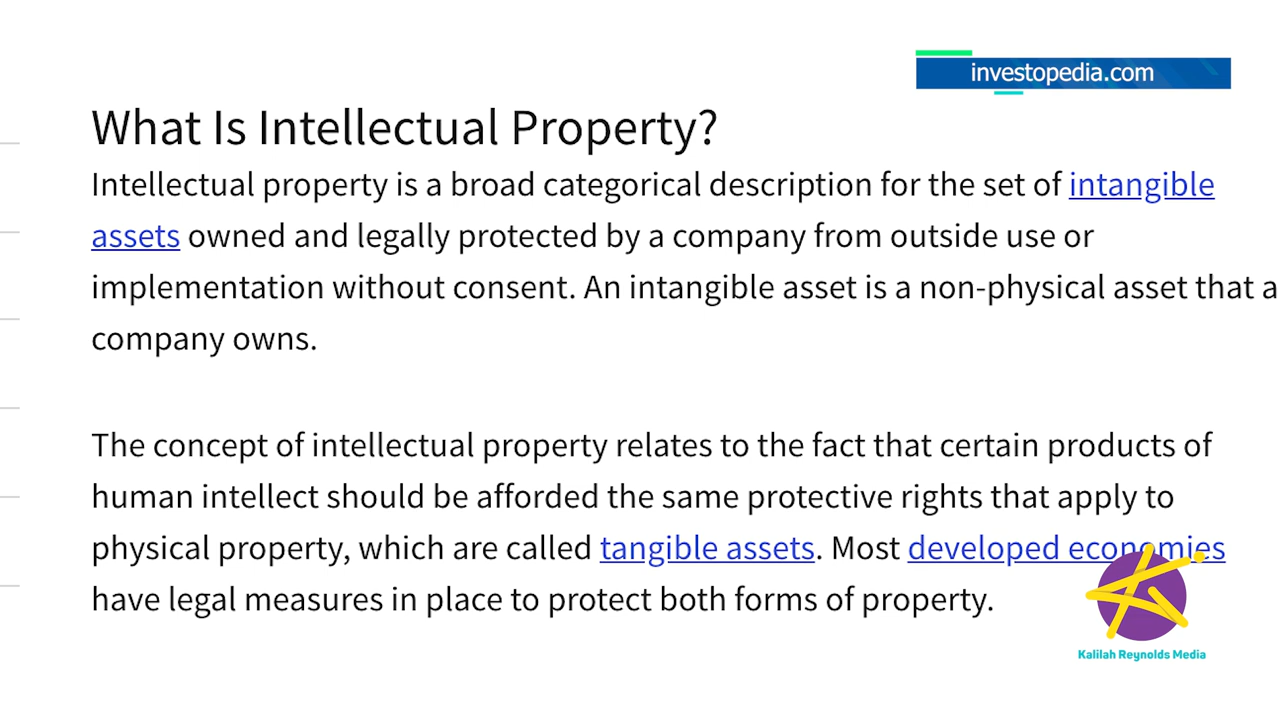 investopedia.com
What Is Intellectual Property?
Intellectual property is a broad categorical description for the set of intangible
assets owned and legally protected by a company from outside use or
implementation without consent. An intangible asset is a non-physical asset that a
company owns.
The concept of intellectual property relates to the fact that certain products of
human intellect should be afforded the same protective rights that apply to
physical property, which are called tangible assets. Most developed economies
have legal measures in place to protect both forms of property.
Kalilah Reynolds Media